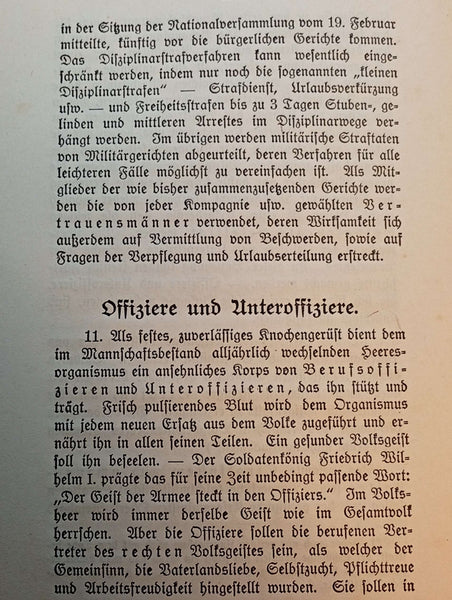 in der Sitzung der Nationalversammlung vom 19. Februar
mitteilte, künftig vor die bürgerlichen Gerichte kommen.
Das Disziplinarstrafverfahren kann wesentlich einge-
schränkt werden, indem nur noch die sogenannten „kleinen
Disziplinarstrafen“ — Strafdienst, Urlaubsverkürzung
usw. — und Freiheitsstrafen bis zu 3 Tagen Stuben-, ge-
linden und mittleren Arrestes im Disziplinarwege ver-
hängt werden. Im übrigen werden militärische Straftaten
von Militärgerichten abgeurteilt, deren Verfahren für alle
leichteren Fälle möglichst zu vereinfachen ist. Als Mit-
glieder der wie bisher zusammenzusetzenden Gerichte wer-
den die von jeder Kompagnie usw. gewählten Ver-
trauensmänner verwendet, deren Wirksamkeit sich
außerdem auf Vermittlung von Beschwerden, sowie auf
Fragen der Verpflegung und Urlaubserteilung erstreckt.
Offiziere und Unteroffiziere.
11. Als festes, zuverlässiges Knochengerüst dient dem
im Mannschaftsbestand alljährlich wechselnden Heeres-
organismus ein ansehnliches Korps von Berufsoffi-
zieren und Unteroffizieren, das ihn stützt und
trägt. Frisch pulsierendes Blut wird dem Organismus
mit jedem neuen Ersatz aus dem Volke zugeführt und er-
nährt ihn in allen seinen Teilen. Ein gesunder Volksgeist
soll ihn beseelen. — Der Soldatenkönig Friedrich Wil-
helm I. prägte das für seine Zeit unbedingt passende Wort:
„Der Geist der Armee steckt in den Offiziers.“ Im Volks-
heer wird immer derselbe Geist wie im Gesamtvolk
herrschen. Aber die Offiziere sollen die berufenen Ver-
treter des rechten Volksgeistes sein, als welcher der
Gemeinsinn, die Vaterlandsliebe, Selbstzucht, Pflichttreue
und Arbeitsfreudigkeit hingestellt wurden. Sie sollen in